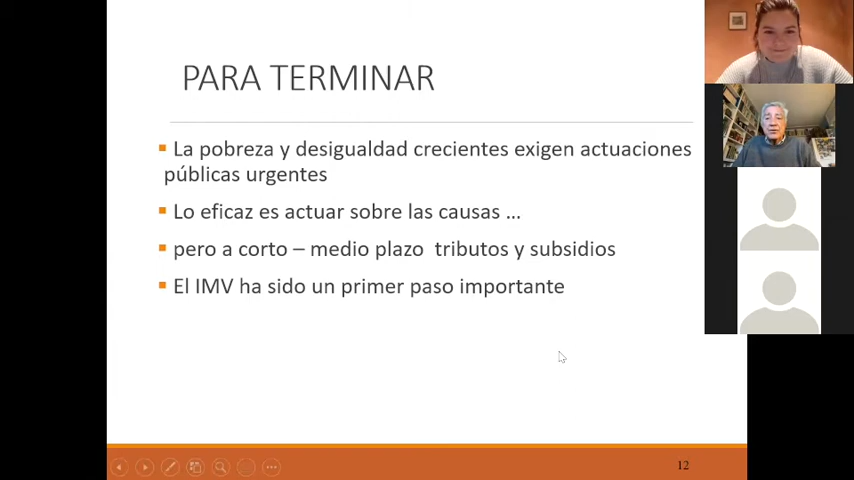 PARA TERMINAR
▪ La pobreza y desigualdad crecientes exigen actuaciones
públicas urgentes
▪ Lo eficaz es actuar sobre las causas ...
▪ pero a corto – medio plazo tributos y subsidios
▪ El IMV ha sido un primer paso importante
12